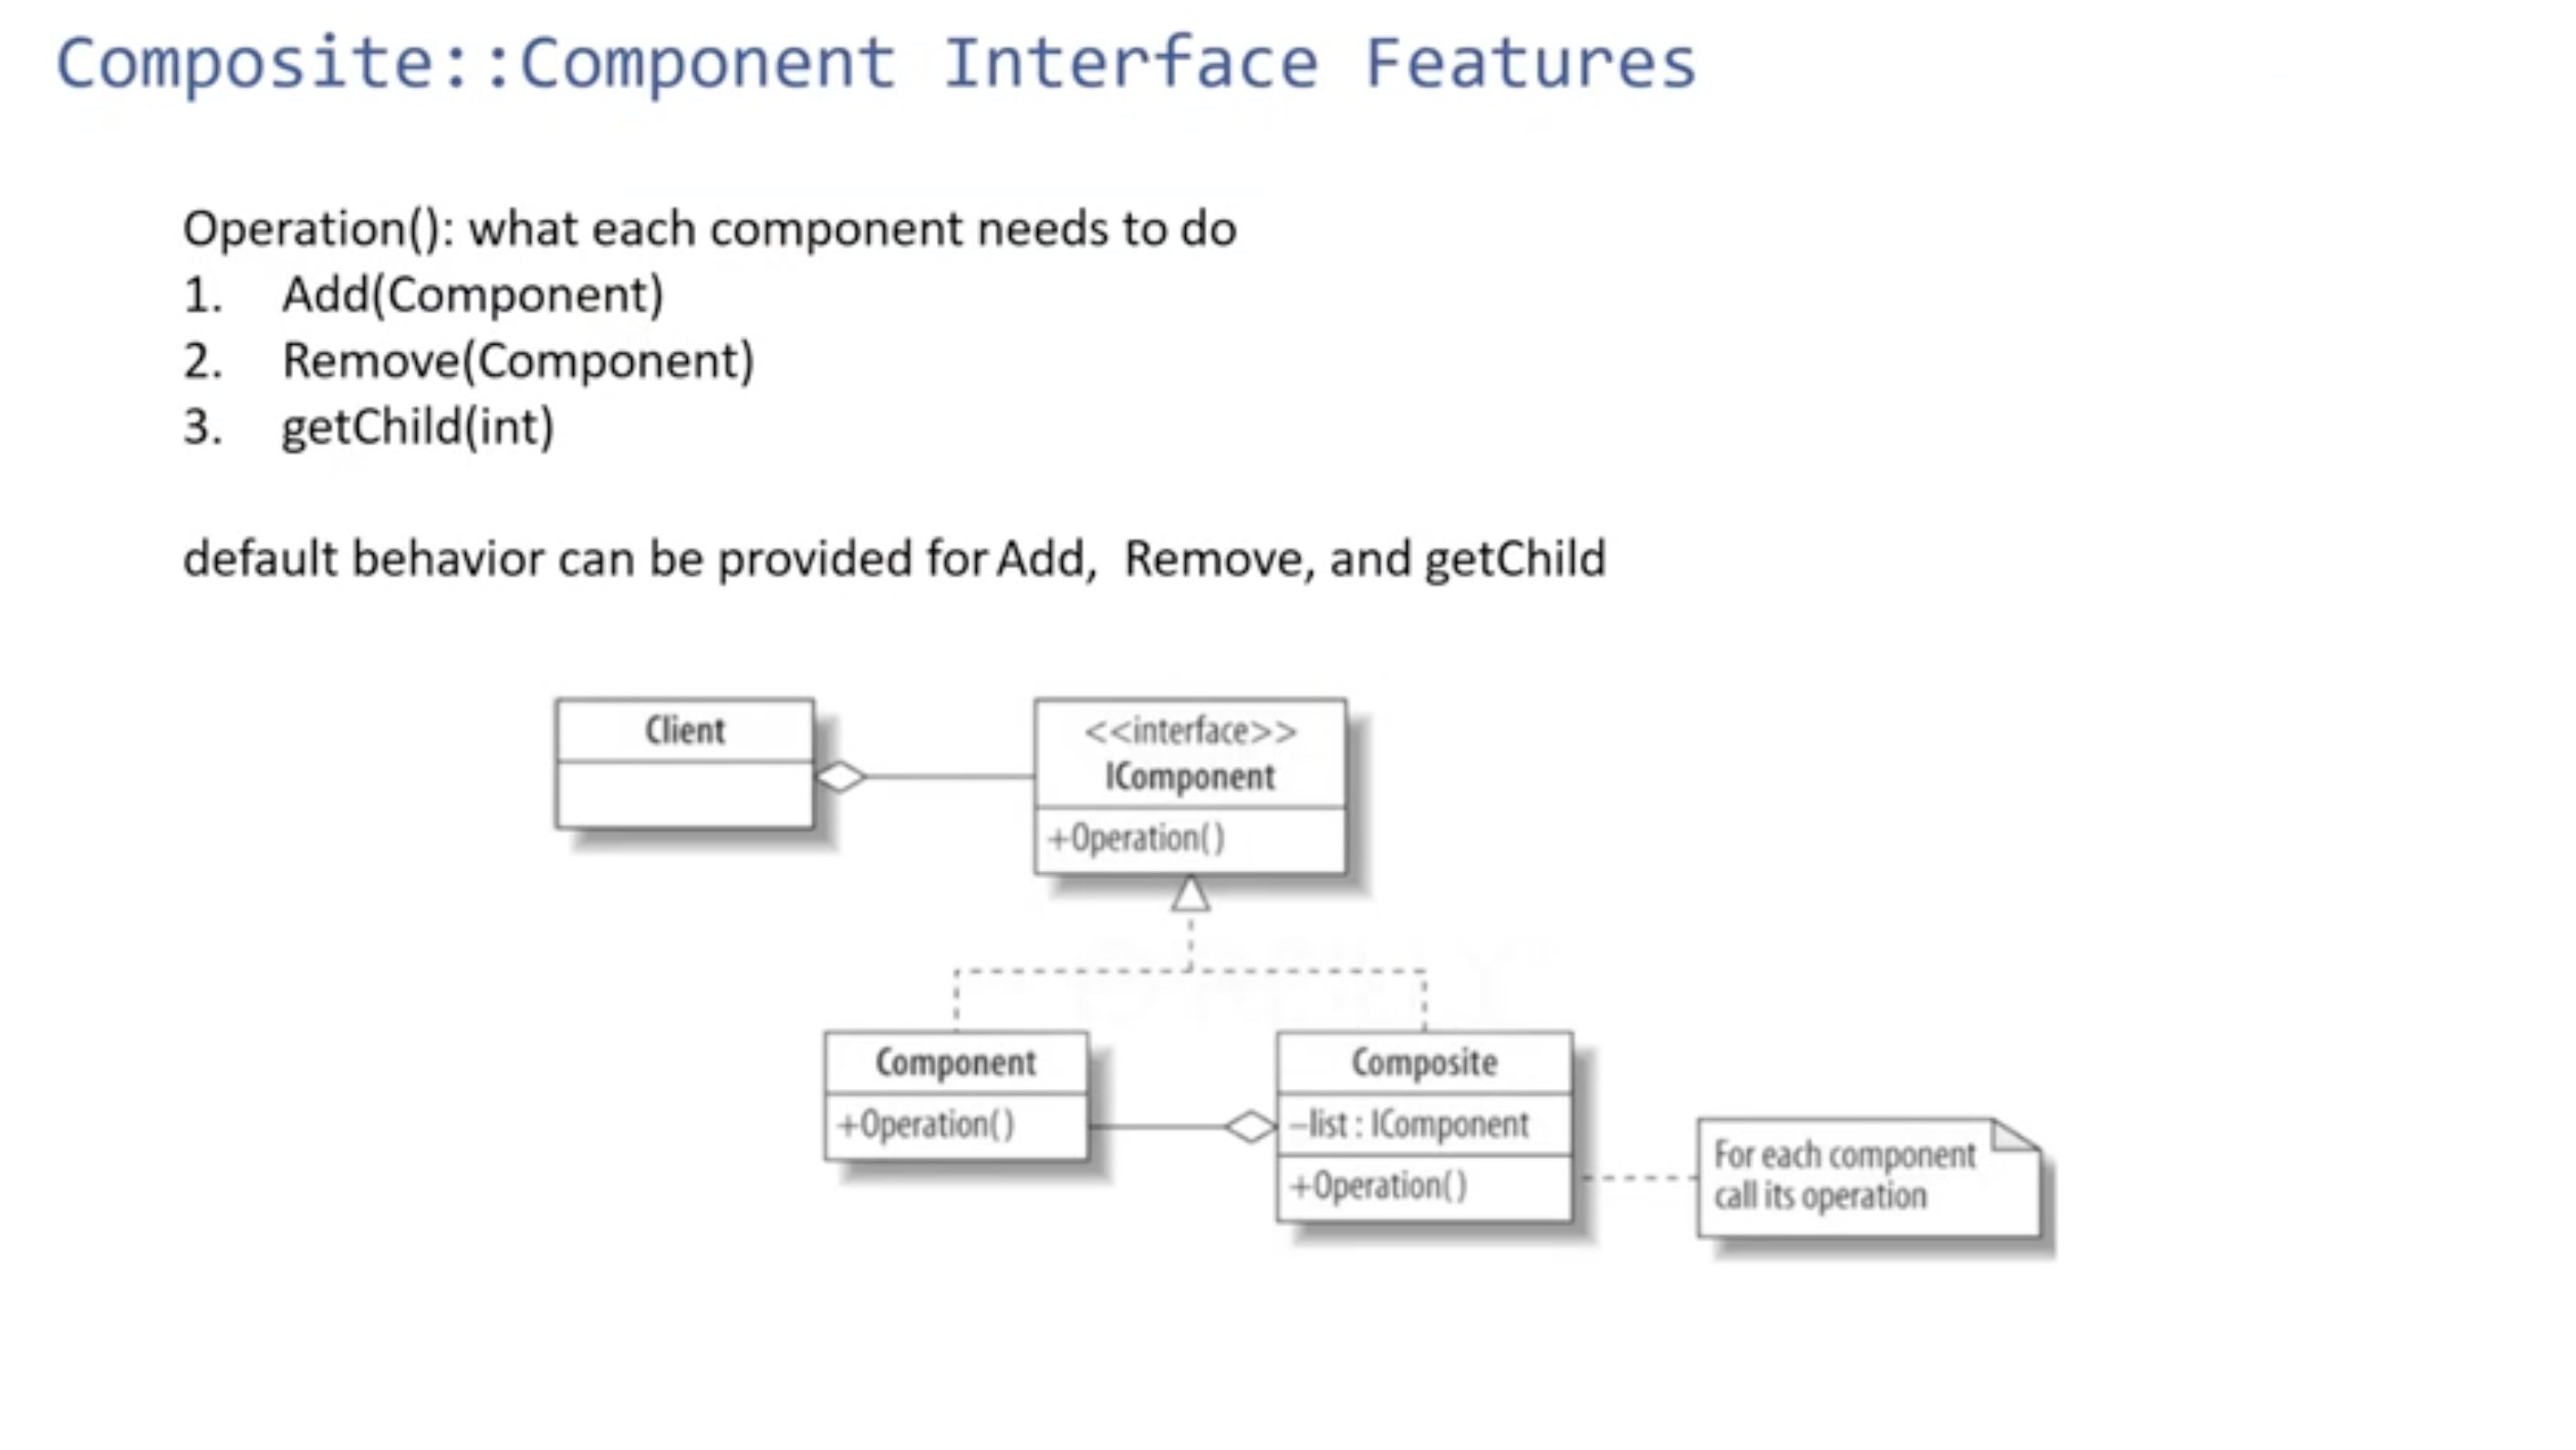 Composite::Component Interface Features
Operation(): what each component needs to do
1. Add(Component)
2. Remove(Component)
3. getChild(int)
default behavior can be provided for Add, Remove, and getChild
Client
<<interface>>
IComponent
+Operation()
Component
+Operation()
Composite
−list : IComponent
+Operation()
For each component
call its operation